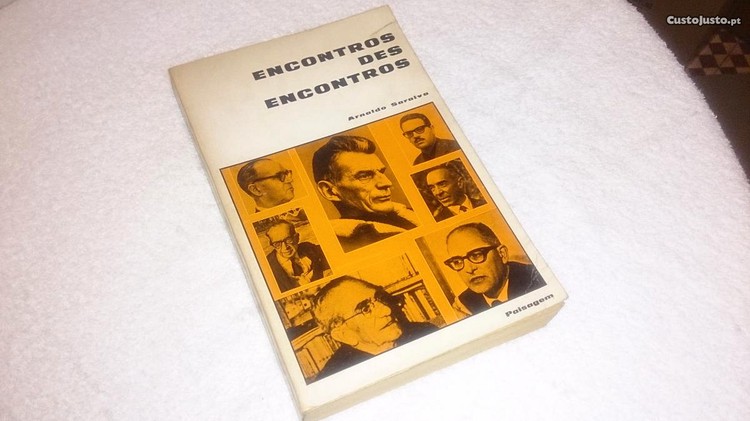 CustoJusto.pt
ENCONTROS
DES
ENCONTROS
Arnaldo Saraiva
Paisagem